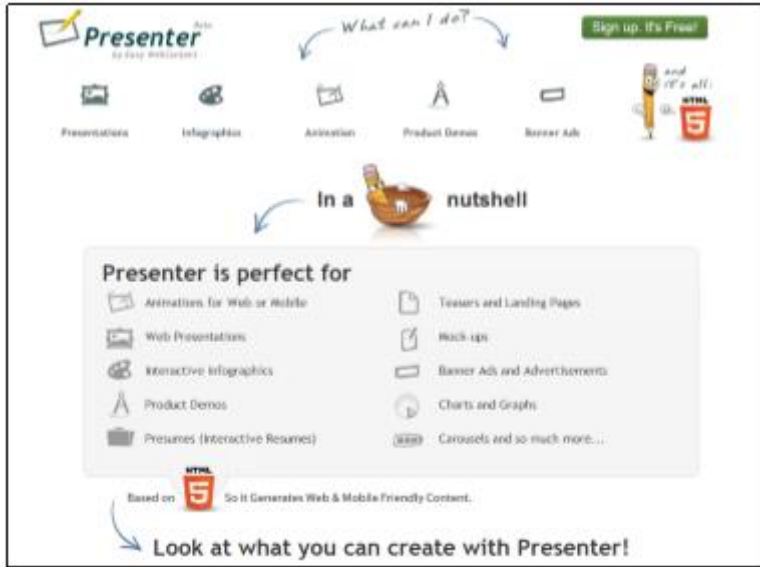 Presenter Beta
by Easy WebContent
What can I do?
Sign up. It's Free!
and
it's all:
HTML
5
Presentations
Infographics
Animation
Product Demos
Banner Ads
In a nutshell
Presenter is perfect for
Animations for Web or Mobile
Teasers and Landing Pages
Web Presentations
Mock-ups
Interactive Infographics
Banner Ads and Advertisements
Product Demos
Charts and Graphs
Presumes (Interactive Resumes)
Carousels and so much more...
HTML
Based on 5 So it Generates Web & Mobile Friendly Content.
Look at what you can create with Presenter!